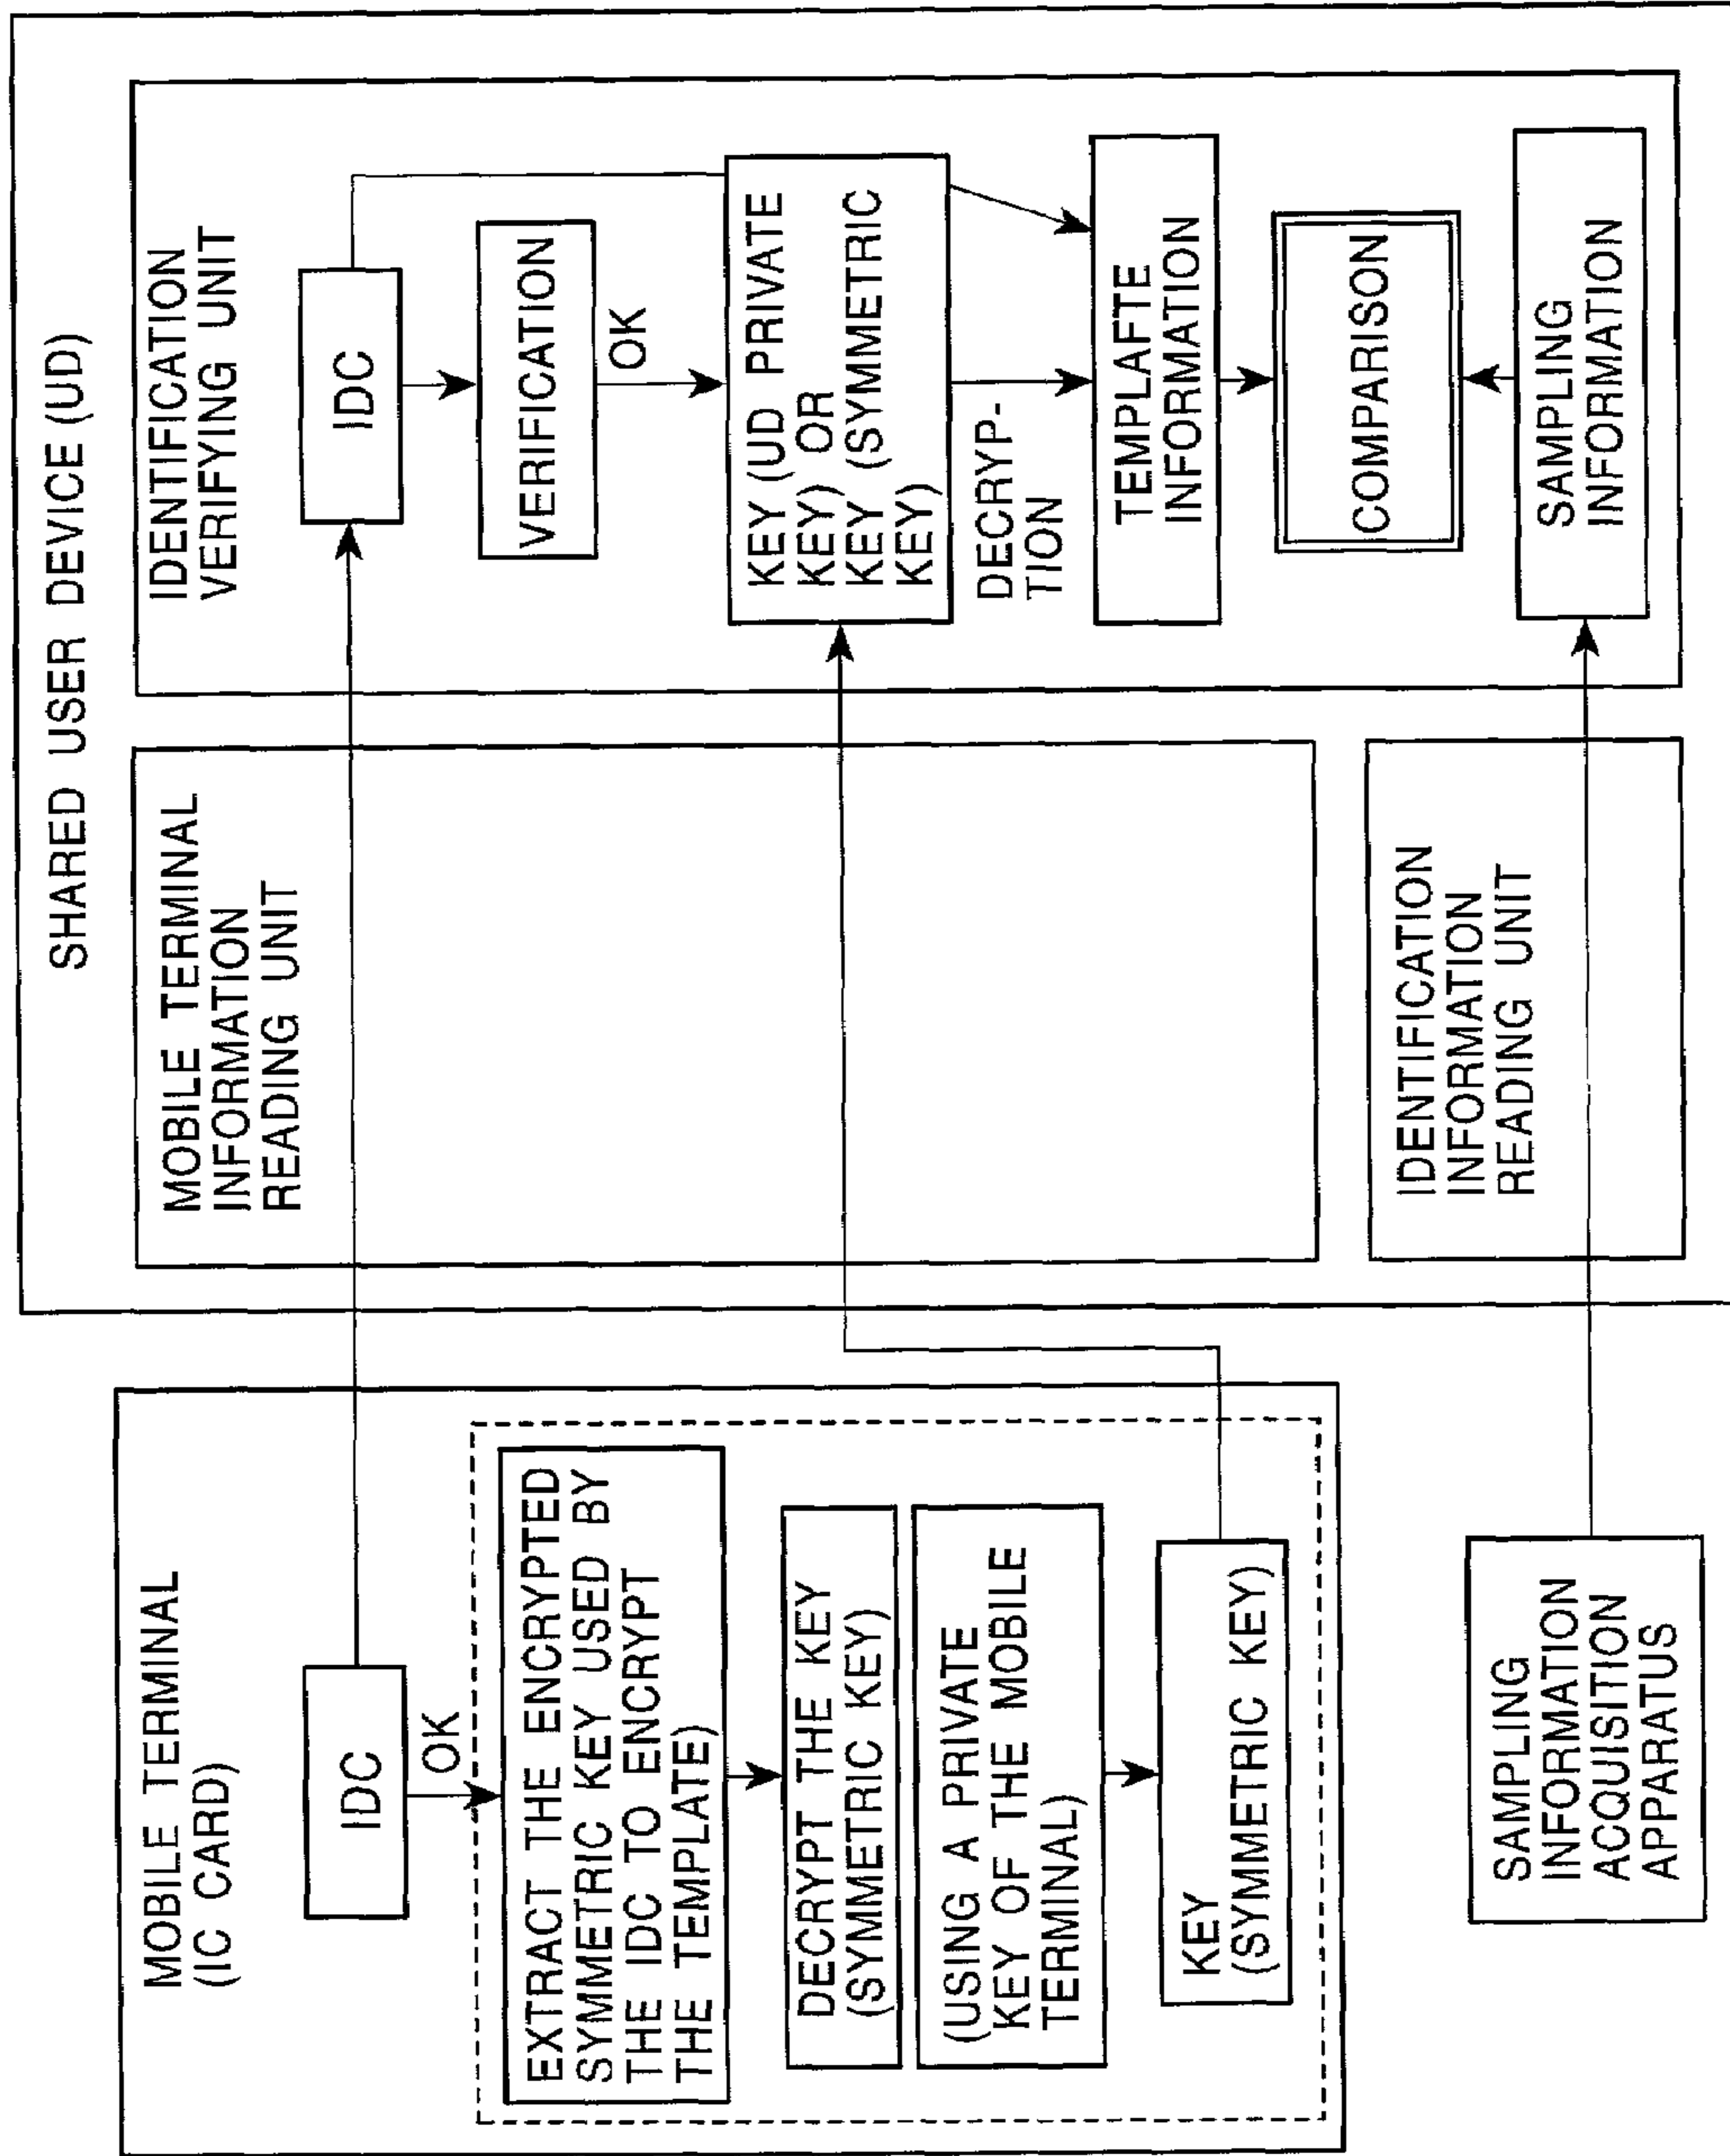 SHARED USER DEVICE (UD)
MOBILE TERMINAL
(IC CARD)
IDC
OK
EXTRACT THE ENCRYPTED
SYMMETRIC KEY USED BY
THE IDC TO ENCRYPT
THE TEMPLATE)
DECRYPT THE KEY
(SYMMETRIC KEY)
(USING A PRIVATE
KEY OF THE MOBILE
TERMINAL)
KEY
(SYMMETRIC KEY)
SAMPLING
INFORMATION
ACQUISITION
APPARATUS
MOBILE TERMINAL
INFORMATION
READING UNIT
IDENTIFICATION
INFORMATION
READING UNIT
IDENTIFICATION
VERIFYING UNIT
IDC
VERIFICATION
OK
KEY (UD PRIVATE
KEY) OR
KEY (SYMMETRIC
KEY)
DECRYP-
TION
TEMPLAFTE
INFORMATION
COMPARISON
SAMPLING
INFORMATION